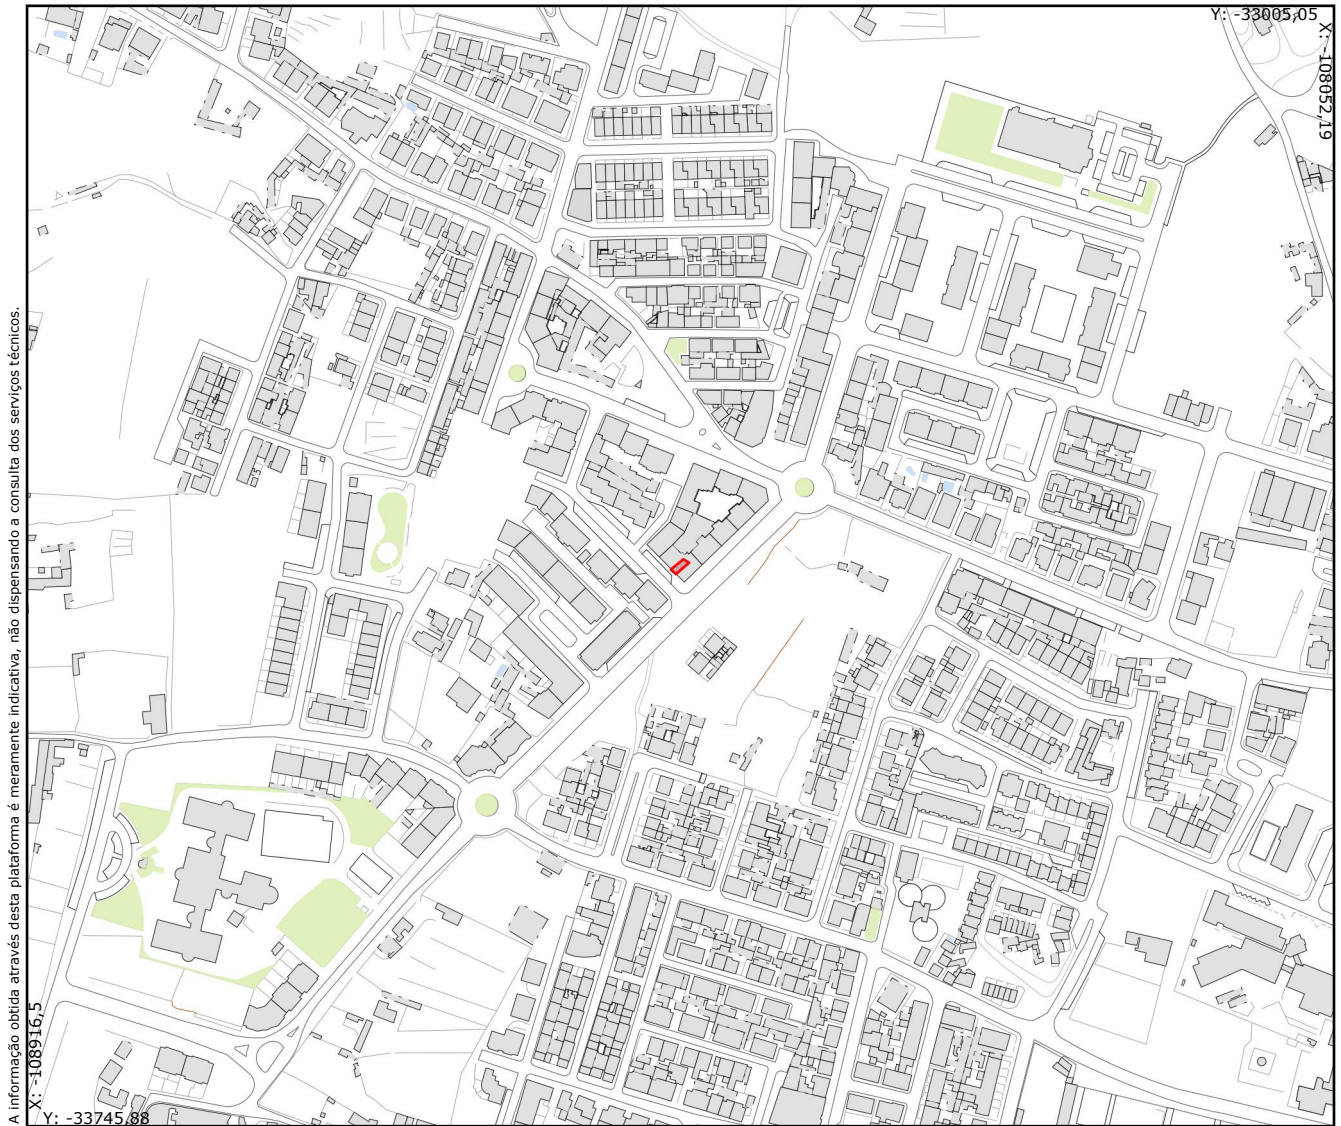 Y: -33005,05
X: -108052,19
A informação obtida através desta plataforma é meramente indicativa, não dispensando a consulta dos serviços técnicos.
X: -108916,5
Y: -33745,88